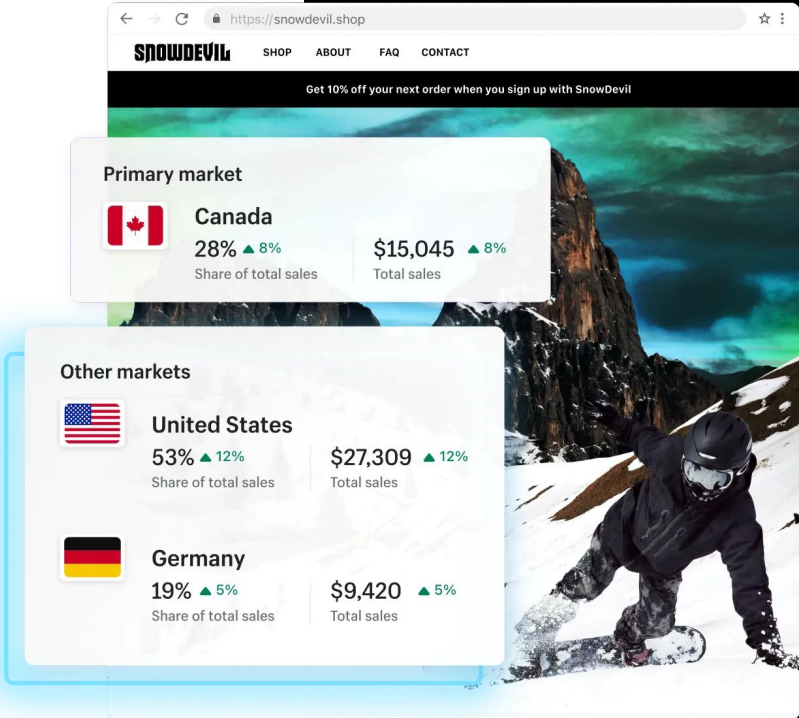 https://snowdevil.shop
SNOWDEVIL SHOP ABOUT FAQ CONTACT
Get 10% off your next order when you sign up with SnowDevil
Primary market
Canada
28% ▲ 8% $15,045 ▲ 8%
Share of total sales Total sales
Other markets
United States
53% ▲ 12% $27,309 ▲ 12%
Share of total sales Total sales
Germany
19% ▲ 5% $9,420 ▲ 5%
Share of total sales Total sales